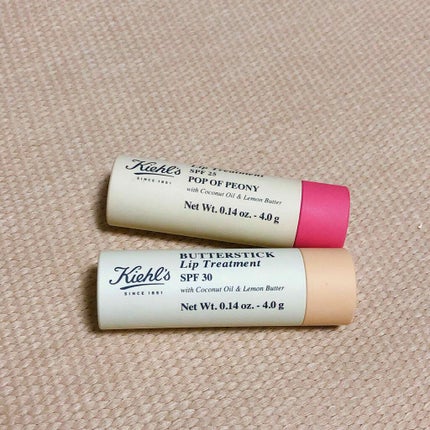 Kiehl's
SINCE 1851
Lip Treatment
SPF 25
POP OF PEONY
with Coconut Oil & Lemon Butter
Net Wt. 0.14 oz. - 4.0 g
Kiehl's
SINCE 1851
BUTTERSTICK
Lip Treatment
SPF 30
with Coconut Oil & Lemon Butter
Net Wt. 0.14 oz. - 4.0 g